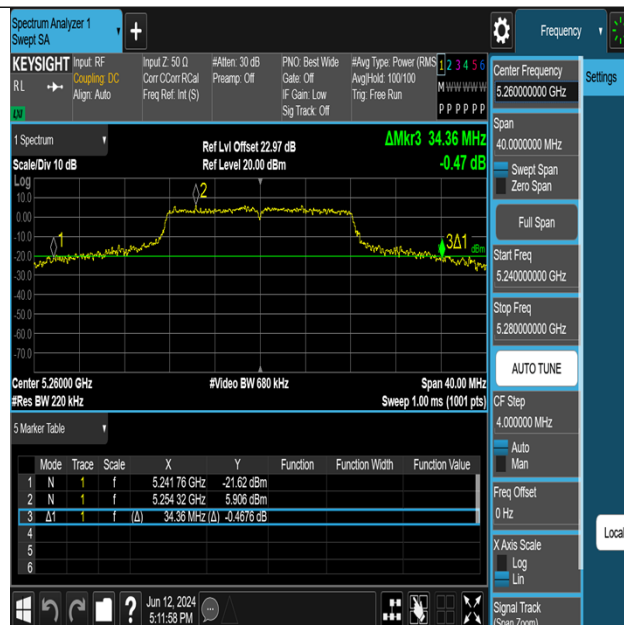 Spectrum Analyzer 1
Swept SA
+
Frequency
KEYSIGHT
RL
LXI
Input: RF
Coupling: DC
Align: Auto
Input Z: 50 Ω
Corr CCorr RCal
Freq Ref: Int (S)
#Atten: 30 dB
Preamp: Off
PNO: Best Wide
Gate: Off
IF Gain: Low
Sig Track: Off
#Avg Type: Power (RMS
Avg|Hold: 100/100
Trig: Free Run
1 2 3 4 5 6
M W W W W W
P P P P P P
1 Spectrum
Scale/Div 10 dB
Ref Lvl Offset 22.97 dB
Ref Level 20.00 dBm
ΔMkr3 34.36 MHz
-0.47 dB
Log
10.0
0.00
-10.0
-20.0
-30.0
-40.0
-50.0
-60.0
-70.0
1
2
3Δ1
dBm
Center 5.26000 GHz
#Res BW 220 kHz
#Video BW 680 kHz
Span 40.00 MHz
Sweep 1.00 ms (1001 pts)
5 Marker Table
Mode Trace Scale X Y Function Function Width Function Value
1 N 1 f 5.241 76 GHz -21.62 dBm
2 N 1 f 5.254 32 GHz 5.906 dBm
3 Δ1 1 f (Δ) 34.36 MHz (Δ) -0.4676 dB
4
5
6
?
Jun 12, 2024
5:11:58 PM
Center Frequency
5.260000000 GHz
Settings
Span
40.0000000 MHz
Swept Span
Zero Span
Full Span
Start Freq
5.240000000 GHz
Stop Freq
5.280000000 GHz
AUTO TUNE
CF Step
4.000000 MHz
Auto
Man
Freq Offset
0 Hz
Local
X Axis Scale
Log
Lin
Signal Track
(Span Zoom)